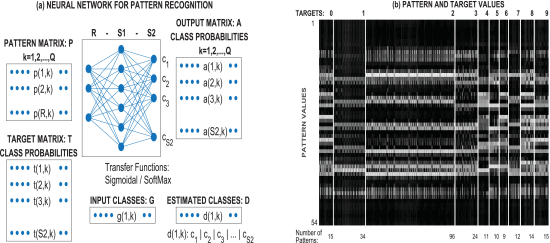 (a) NEURAL NETWORK FOR PATTERN RECOGNITION
PATTERN MATRIX: P
k=1,2,...,Q
p(1,k)
p(2,k)
p(R,k)
R - S1 - S2
c1
c2
c3
cS2
OUTPUT MATRIX: A
CLASS PROBABILITIES
k=1,2,...,Q
a(1,k)
a(2,k)
a(3,k)
a(S2,k)
TARGET MATRIX: T
CLASS PROBABILITIES
t(1,k)
t(2,k)
t(3,k)
t(S2,k)
Transfer Functions:
Sigmoidal / SoftMax
INPUT CLASSES: G
g(1,k)
ESTIMATED CLASSES: D
d(1,k)
d(1,k): c1 | c2 | c3 | ... | cS2
(b) PATTERN AND TARGET VALUES
TARGETS: 0 1 2 3 4 5 6 7 8 9
1
PATTERN VALUES
54
Number of Patterns: 15 34 96 24 11 10 9 12 14 15